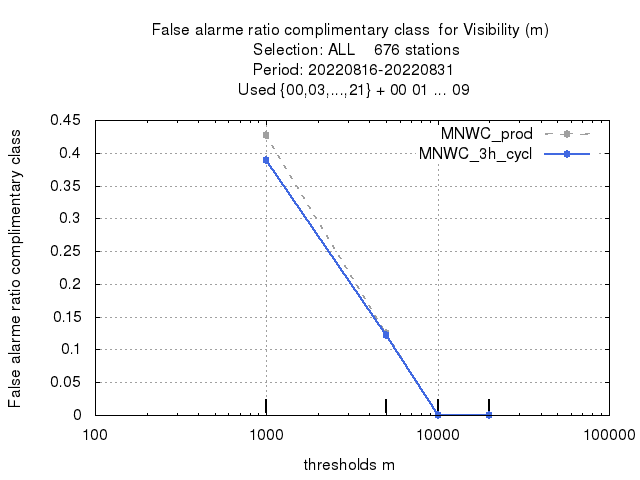 False alarme ratio complimentary class  for Visibility (m)
Selection: ALL    676 stations
Period: 20220816-20220831
Used {00,03,...,21} + 00 01 ... 09
False alarme ratio complimentary class
0.45
0.4
0.35
0.3
0.25
0.2
0.15
0.1
0.05
0
MNWC_prod
MNWC_3h_cycl
100 1000 10000 100000
thresholds m